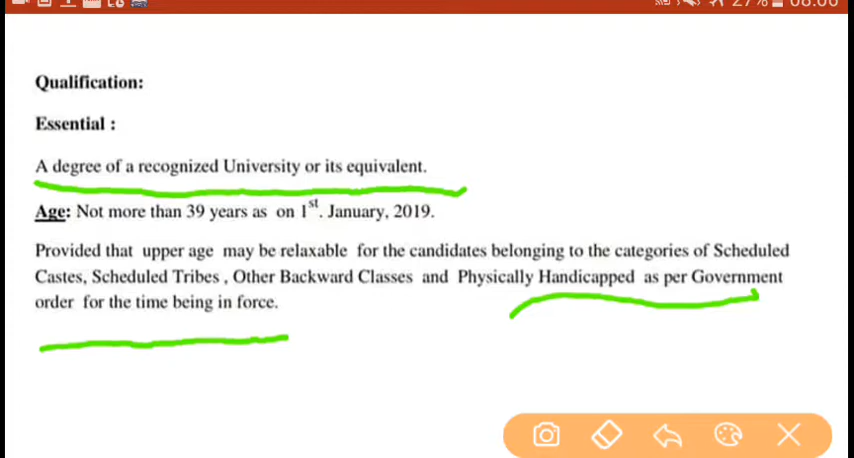 Qualification:
Essential :
A degree of a recognized University or its equivalent.
Age: Not more than 39 years as on 1st. January, 2019.
Provided that upper age may be relaxable for the candidates belonging to the categories of Scheduled
Castes, Scheduled Tribes , Other Backward Classes and Physically Handicapped as per Government
order for the time being in force.